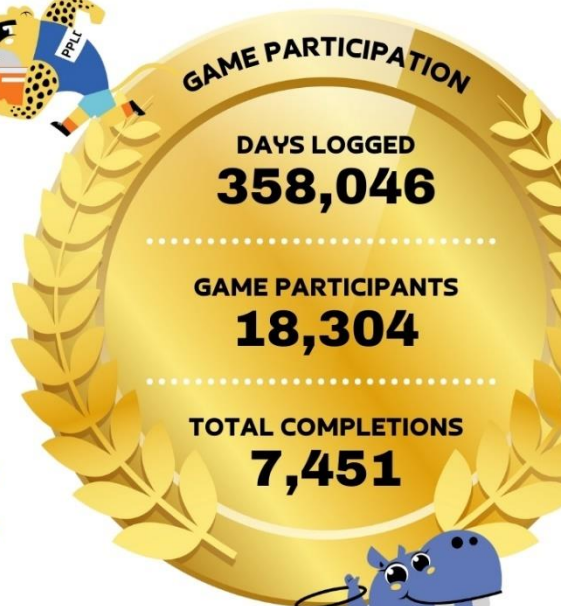 PPLD
GAME PARTICIPATION
DAYS LOGGED
358,046
GAME PARTICIPANTS
18,304
TOTAL COMPLETIONS
7,451